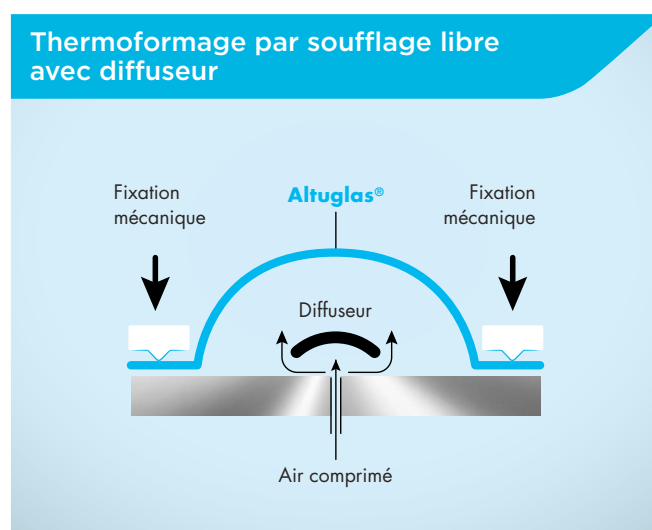 Thermoformage par soufflage libre
avec diffuseur
Fixation
mécanique
Altuglas®
Fixation
mécanique
Diffuseur
Air comprimé